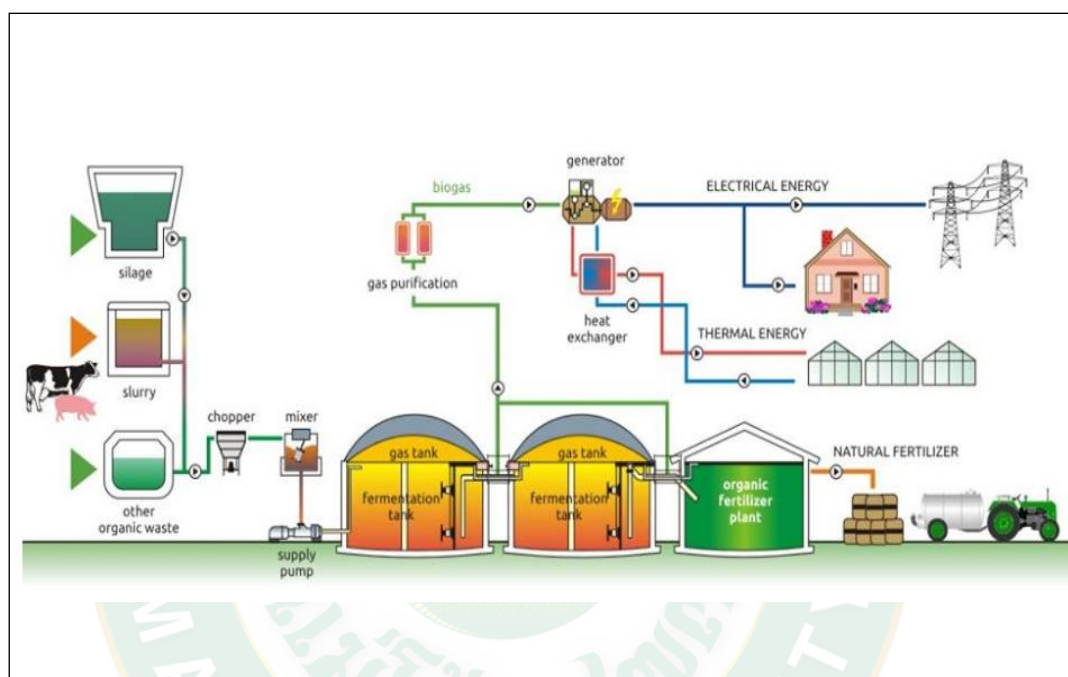 generator
biogas
ELECTRICAL ENERGY
silage
gas purification
heat
exchanger
THERMAL ENERGY
slurry
chopper
mixer
gas tank
gas tank
NATURAL FERTILIZER
fermentation
tank
fermentation
tank
organic
fertilizer
plant
other
organic waste
supply
pump